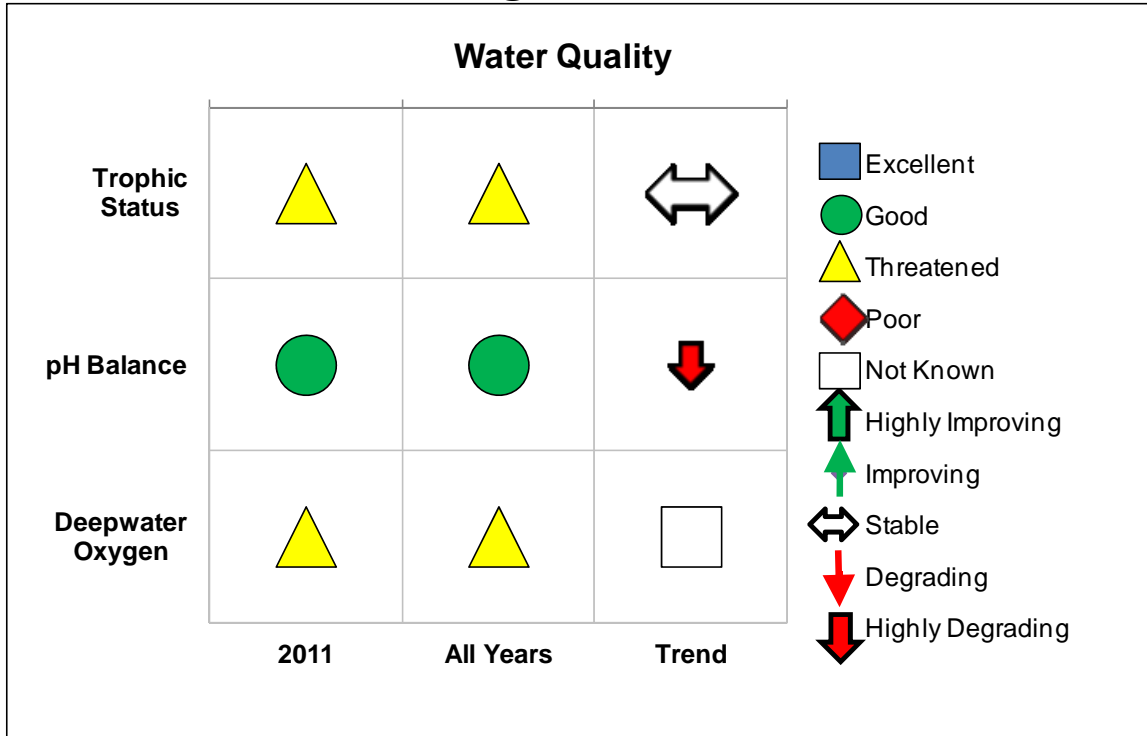 Water Quality
Trophic
Status
pH Balance
Deepwater
Oxygen
2011
All Years
Trend
Excellent
Good
Threatened
Poor
Not Known
Highly Improving
Improving
Stable
Degrading
Highly Degrading